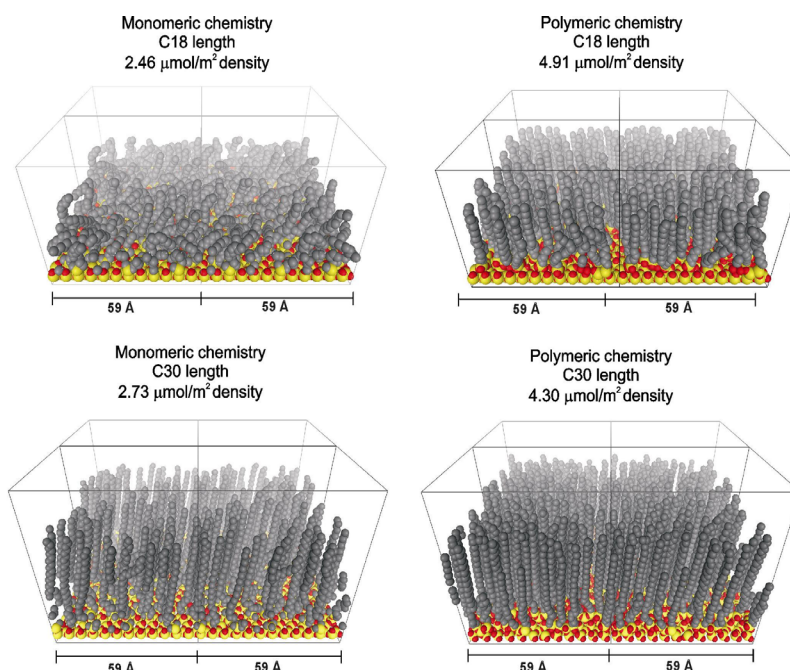 Monomeric chemistry
C18 length
2.46 μmol/m² density
59 Å 59 Å
Polymeric chemistry
C18 length
4.91 μmol/m² density
59 Å 59 Å
Monomeric chemistry
C30 length
2.73 μmol/m² density
59 Å 59 Å
Polymeric chemistry
C30 length
4.30 μmol/m² density
59 Å 59 Å